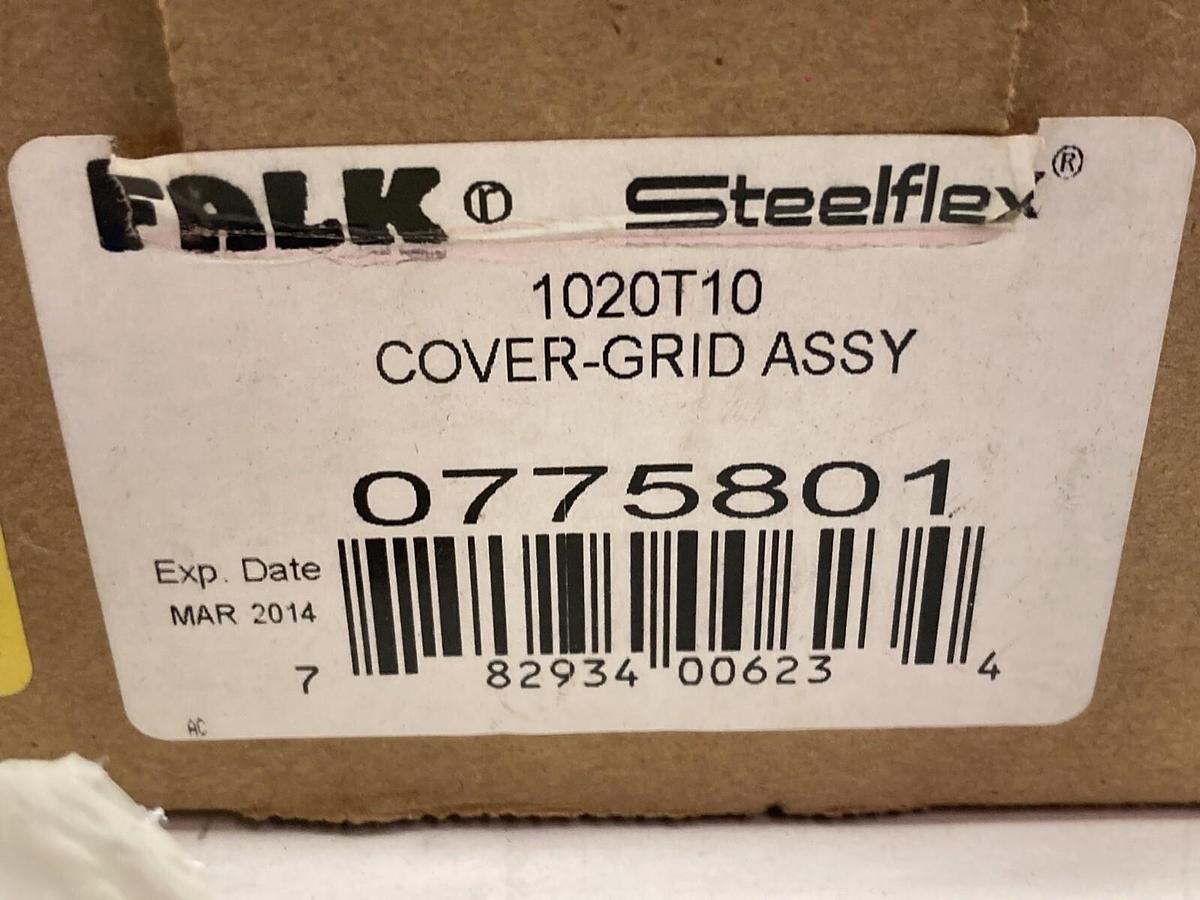 FALK ® Steelflex®
1020T10
COVER-GRID ASSY
0775801
Exp. Date
MAR 2014
7 82934 00623 4
AC